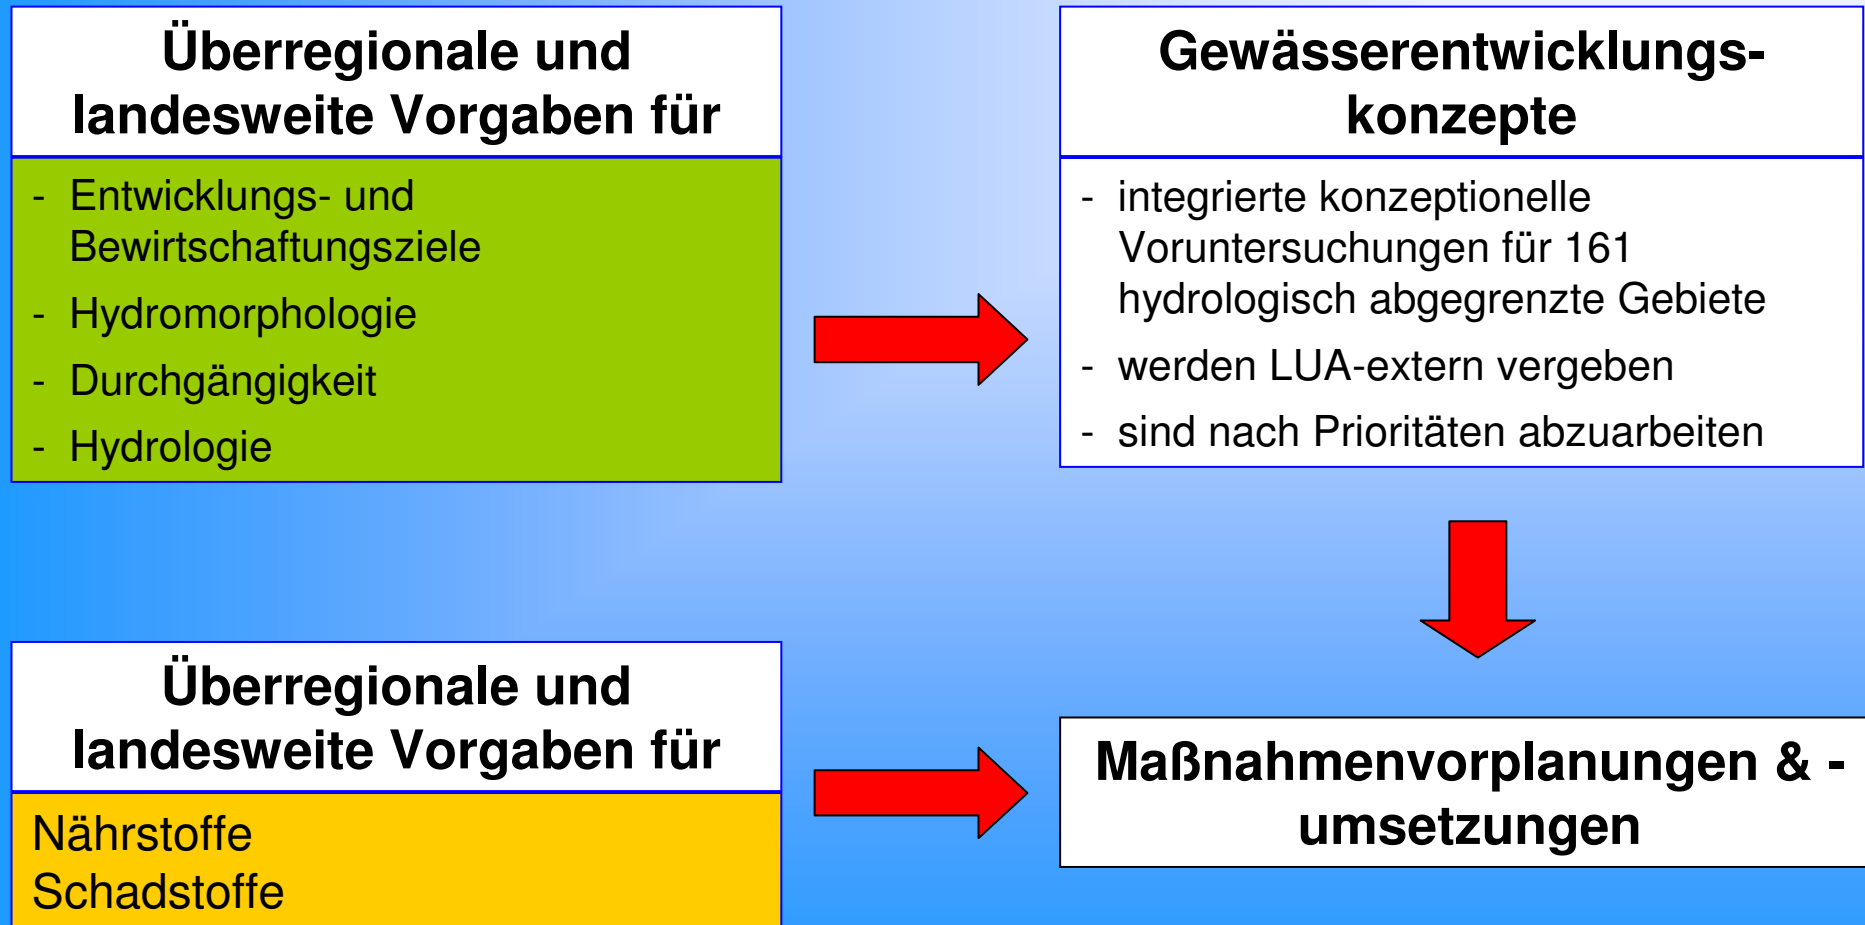 Überregionale und
landesweite Vorgaben für
- Entwicklungs- und
Bewirtschaftungsziele
- Hydromorphologie
- Durchgängigkeit
- Hydrologie
Gewässerentwicklungs-
konzepte
- integrierte konzeptionelle
Voruntersuchungen für 161
hydrologisch abgegrenzte Gebiete
- werden LUA-extern vergeben
- sind nach Prioritäten abzuarbeiten
Überregionale und
landesweite Vorgaben für
Nährstoffe
Schadstoffe
Maßnahmenvorplanungen & -
umsetzungen